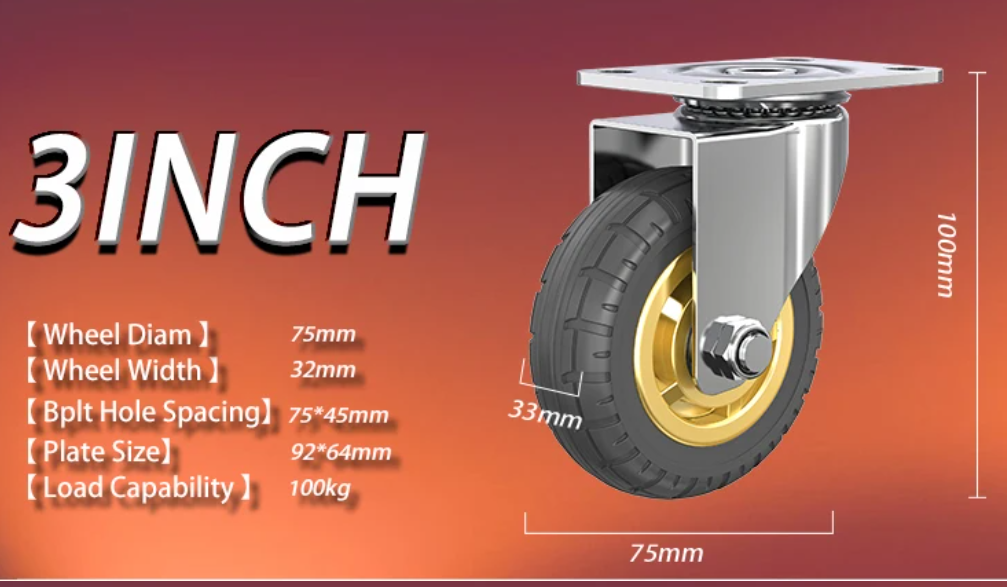 3INCH
【 Wheel Diam 】 75mm
【 Wheel Width 】 32mm
【 Bplt Hole Spacing】 75*45mm
【 Plate Size】 92*64mm
【 Load Capability 】 100kg
100mm
33mm
75mm